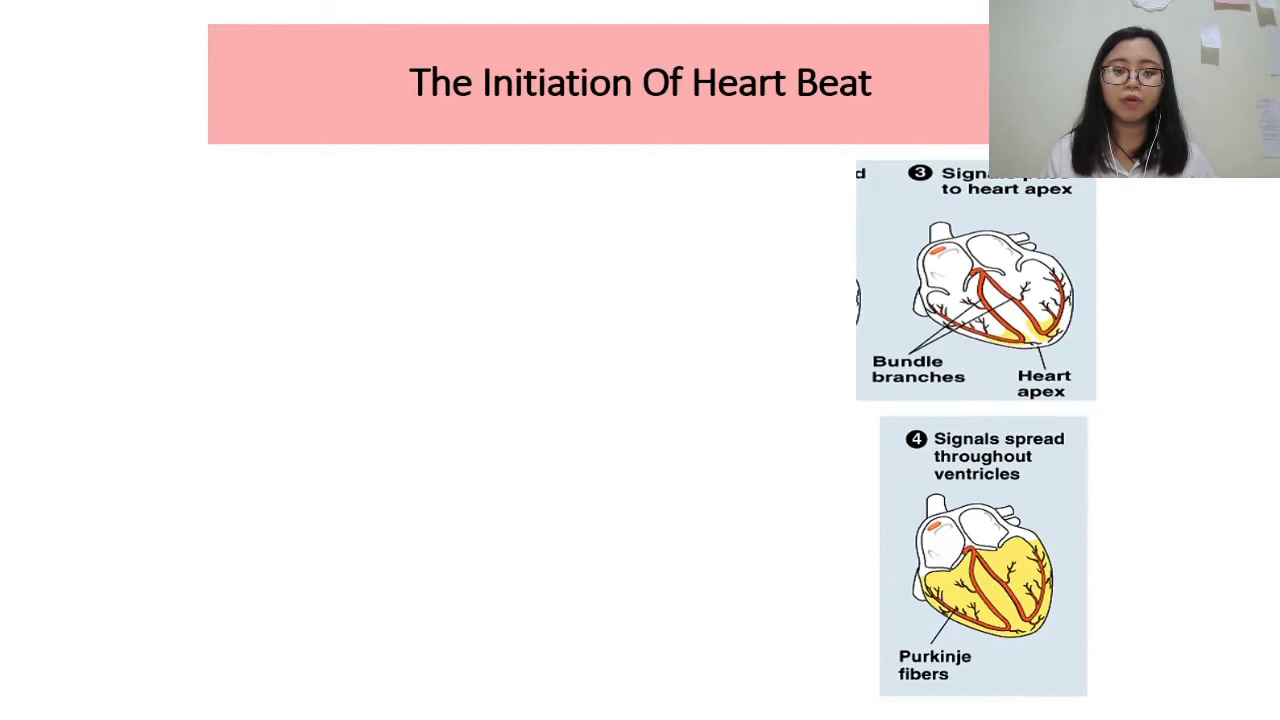 The Initiation Of Heart Beat
d
3 Signals
to heart apex
Bundle
branches
Heart
apex
4 Signals spread
throughout
ventricles
Purkinje
fibers